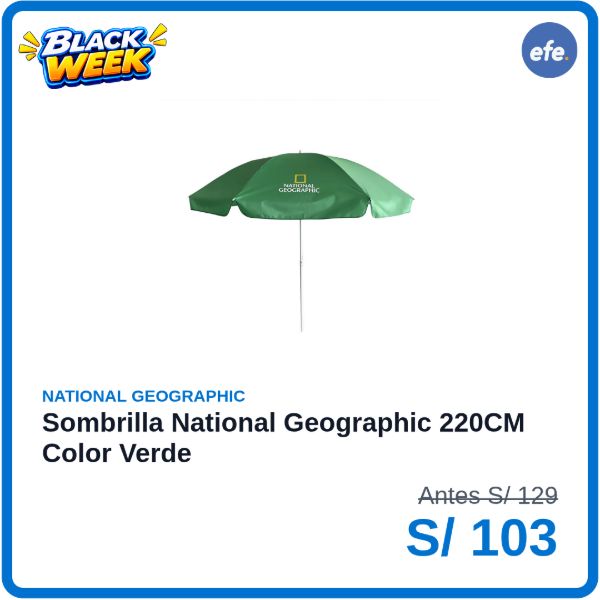 BLACK
WEEK
efe.
NATIONAL
GEOGRAPHIC
NATIONAL GEOGRAPHIC
Sombrilla National Geographic 220CM
Color Verde
Antes S/ 129
S/ 103